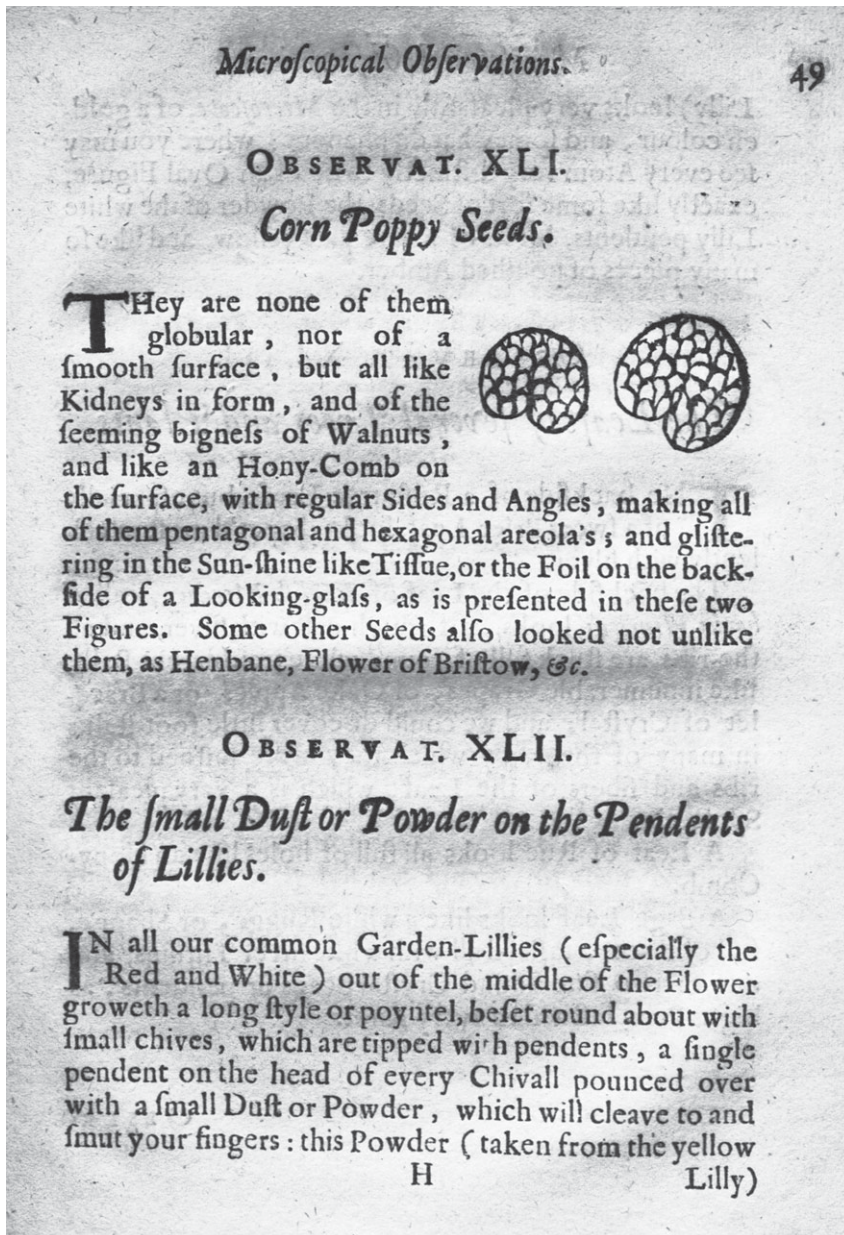 Microſcopical Obſervations.
49
OBSERVAT. XLI.
Corn Poppy Seeds.
THey are none of them
globular, nor of a
ſmooth ſurface, but all like
Kidneys in form, and of the
ſeeming bigneſs of Walnuts,
and like an Hony-Comb on
the ſurface, with regular Sides and Angles, making all
of them pentagonal and hexagonal areola's; and gliſte-
ring in the Sun-ſhine like Tiſſue, or the Foil on the back-
ſide of a Looking-glaſs, as is preſented in theſe two
Figures. Some other Seeds alſo looked not unlike
them, as Henbane, Flower of Briſtow, &c.
OBSERVAT. XLII.
The ſmall Duſt or Powder on the Pendents
of Lillies.
IN all our common Garden-Lillies (eſpecially the
Red and White) out of the middle of the Flower
groweth a long ſtyle or poyntel, beſet round about with
ſmall chives, which are tipped with pendents, a ſingle
pendent on the head of every Chivall pounced over
with a ſmall Duſt or Powder, which will cleave to and
ſmut your fingers: this Powder (taken from the yellow
H
Lilly)